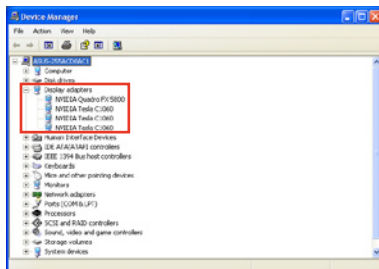 Device Manager
File Action View Help
ASUS-255ACD6AC1
Computer
Disk drives
Display adapters
NVIDIA Quadro FX 5800
NVIDIA Tesla C1060
NVIDIA Tesla C1060
NVIDIA Tesla C1060
Human Interface Devices
IDE ATA/ATAPI controllers
IEEE 1394 Bus host controllers
Keyboards
Mice and other pointing devices
Monitors
Network adapters
Ports (COM & LPT)
Processors
SCSI and RAID controllers
Sound, video and game controllers
Storage volumes
System devices